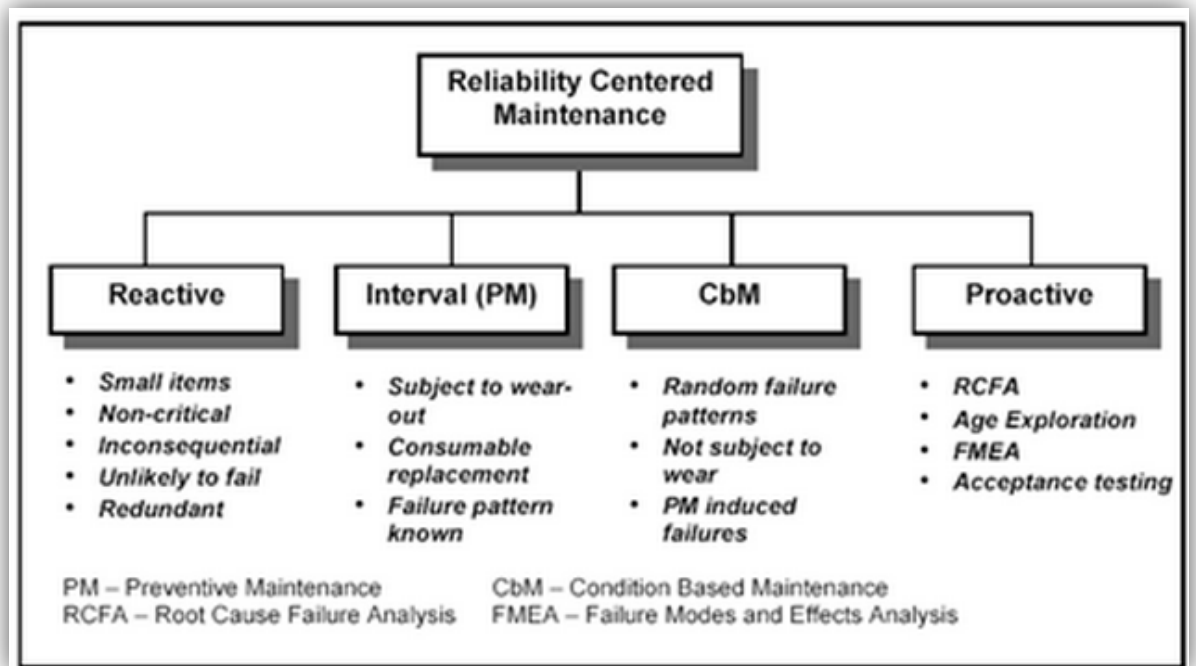 Reliability Centered
Maintenance
Reactive
Interval (PM)
CbM
Proactive
• Small items
• Non-critical
• Inconsequential
• Unlikely to fail
• Redundant
• Subject to wear-
out
• Consumable
replacement
• Failure pattern
known
• Random failure
patterns
• Not subject to
wear
• PM induced
failures
• RCFA
• Age Exploration
• FMEA
• Acceptance testing
PM – Preventive Maintenance
CbM – Condition Based Maintenance
RCFA – Root Cause Failure Analysis
FMEA – Failure Modes and Effects Analysis